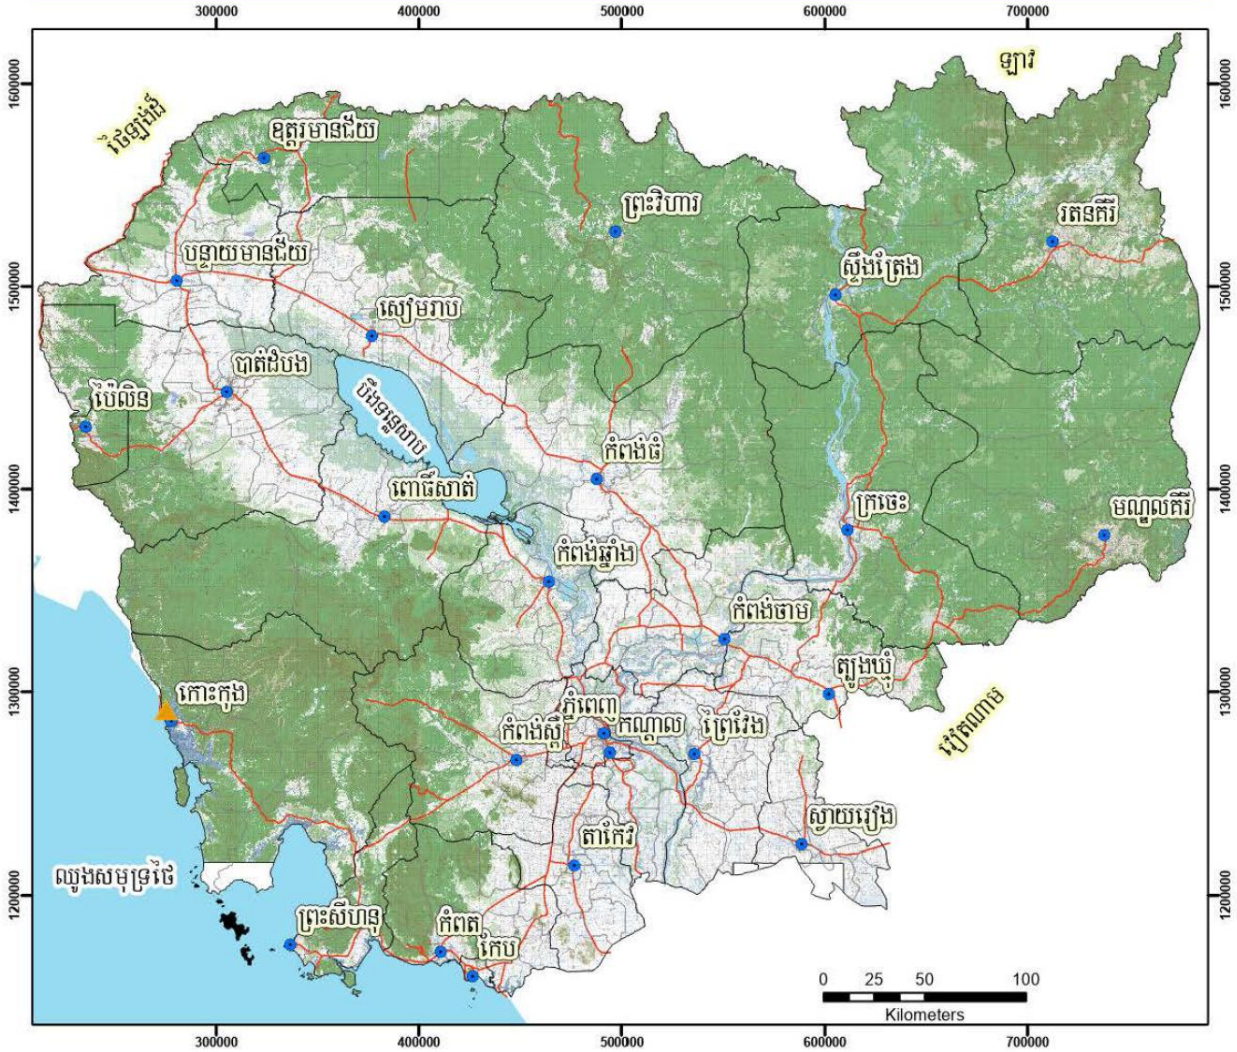 300000 400000 500000 600000 700000
ឡាវ
1600000 1600000
ថៃឡង់ដ៏
ឧត្តរមានជ័យ
ព្រះវិហារ
រតនគីរី
បន្ទាយមានជ័យ
ស្ទឹងត្រែង
1500000 1500000
សៀមរាប
បាត់ដំបង
ប៉ៃលិន
បឹងទន្លេសាប
កំពង់ធំ
ពោធិ៍សាត់
1400000 1400000
ក្រចេះ
មណ្ឌលគីរី
កំពង់ឆ្នាំង
កំពង់ចាម
ត្បូងឃ្មុំ
កោះកុង
1300000 1300000
ភ្នំពេញ
កំពង់ស្ពឺ កណ្តាល ព្រៃវែង
វៀតណាម
ស្វាយរៀង
តាកែវ
ឈូងសមុទ្រថៃ
1200000 1200000
ព្រះសីហនុ
កំពត
កែប
0 25 50 100
Kilometers
300000 400000 500000 600000 700000